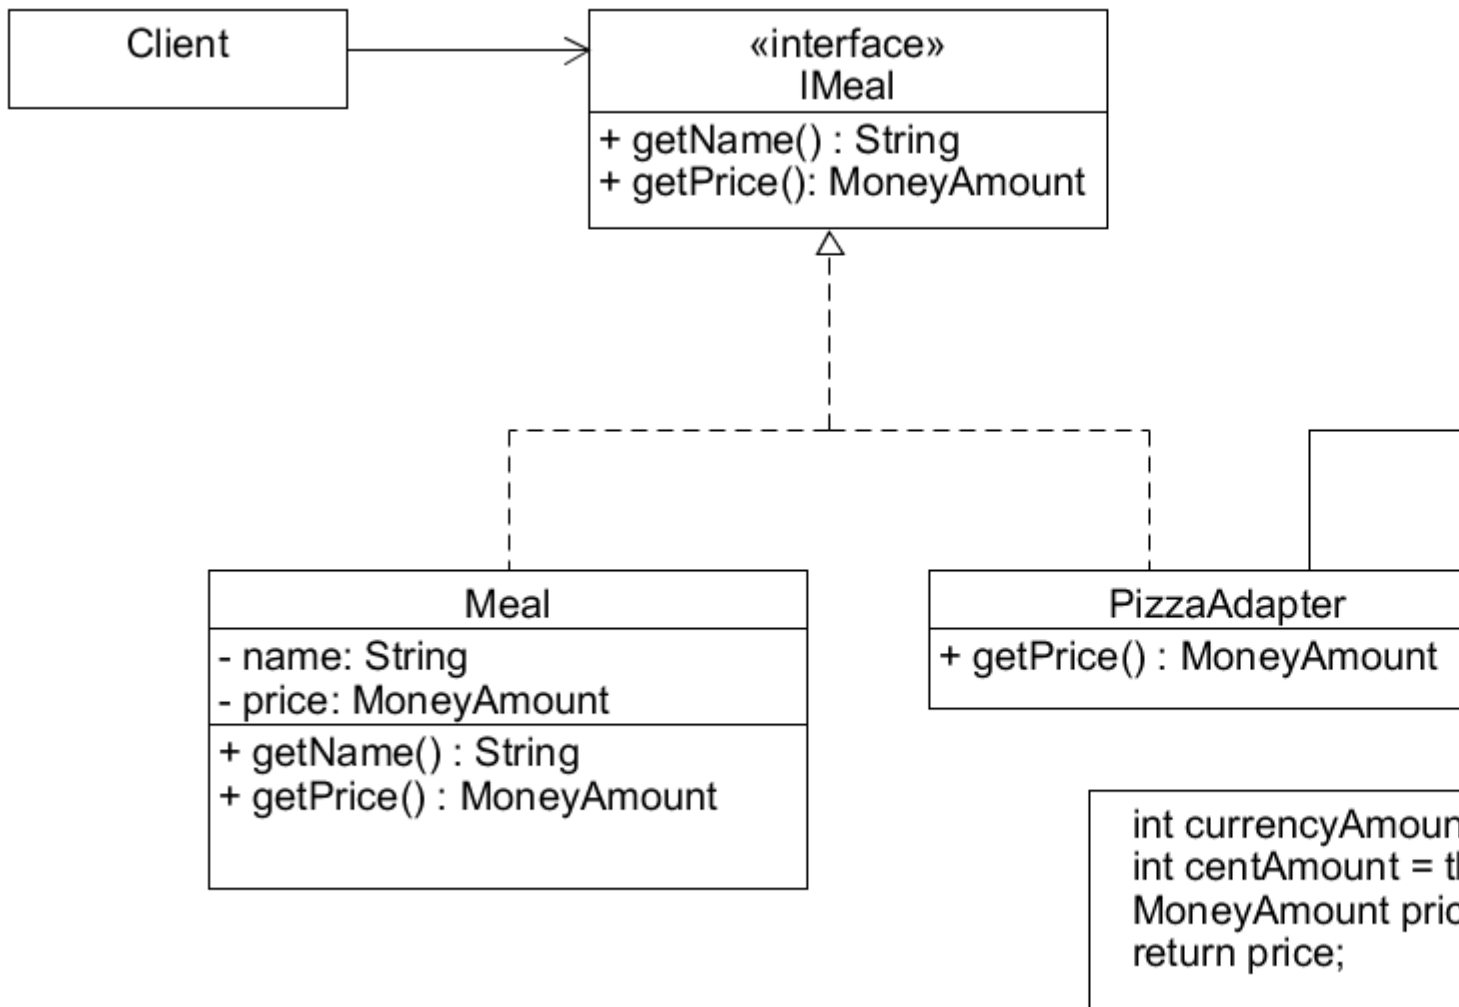 Client
«interface»
IMeal
+ getName() : String
+ getPrice(): MoneyAmount
Meal
- name: String
- price: MoneyAmount
+ getName() : String
+ getPrice() : MoneyAmount
PizzaAdapter
+ getPrice() : MoneyAmount
int
int centAmount =
MoneyAmount
return price;